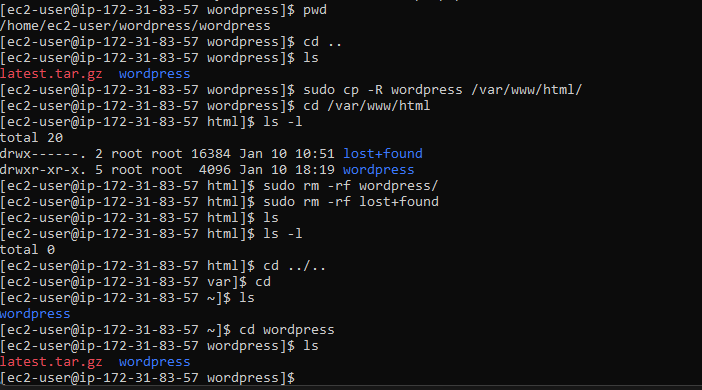 [ec2-user@ip-172-31-83-57 wordpress]$ pwd
/home/ec2-user/wordpress/wordpress
[ec2-user@ip-172-31-83-57 wordpress]$ cd ..
[ec2-user@ip-172-31-83-57 wordpress]$ ls
latest.tar.gz  wordpress
[ec2-user@ip-172-31-83-57 wordpress]$ sudo cp -R wordpress /var/www/html/
[ec2-user@ip-172-31-83-57 wordpress]$ cd /var/www/html
[ec2-user@ip-172-31-83-57 html]$ ls -l
total 20
drwx------. 2 root root 16384 Jan 10 10:51 lost+found
drwxr-xr-x. 5 root root  4096 Jan 10 18:19 wordpress
[ec2-user@ip-172-31-83-57 html]$ sudo rm -rf wordpress/
[ec2-user@ip-172-31-83-57 html]$ sudo rm -rf lost+found
[ec2-user@ip-172-31-83-57 html]$ ls
[ec2-user@ip-172-31-83-57 html]$ ls -l
total 0
[ec2-user@ip-172-31-83-57 html]$ cd ../..
[ec2-user@ip-172-31-83-57 var]$ cd
[ec2-user@ip-172-31-83-57 ~]$ ls
wordpress
[ec2-user@ip-172-31-83-57 ~]$ cd wordpress
[ec2-user@ip-172-31-83-57 wordpress]$ ls
latest.tar.gz  wordpress
[ec2-user@ip-172-31-83-57 wordpress]$